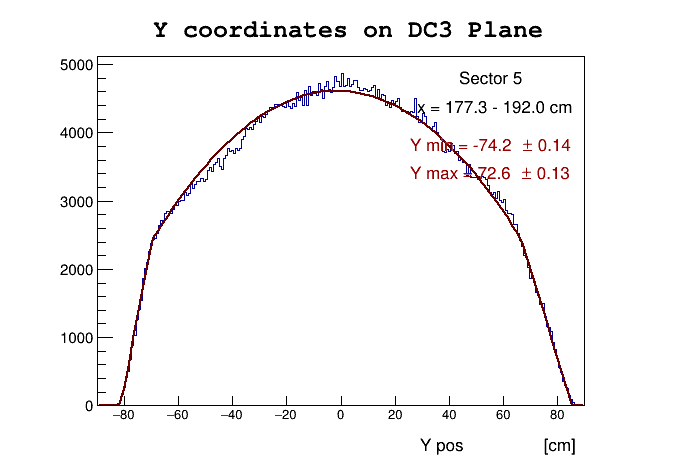 Y coordinates on DC3 Plane
Sector 5
x = 177.3 - 192.0 cm
Y min = -74.2 ± 0.14
Y max = 72.6 ± 0.13
5000
4000
3000
2000
1000
0
−80 −60 −40 −20 0 20 40 60 80
Y pos [cm]